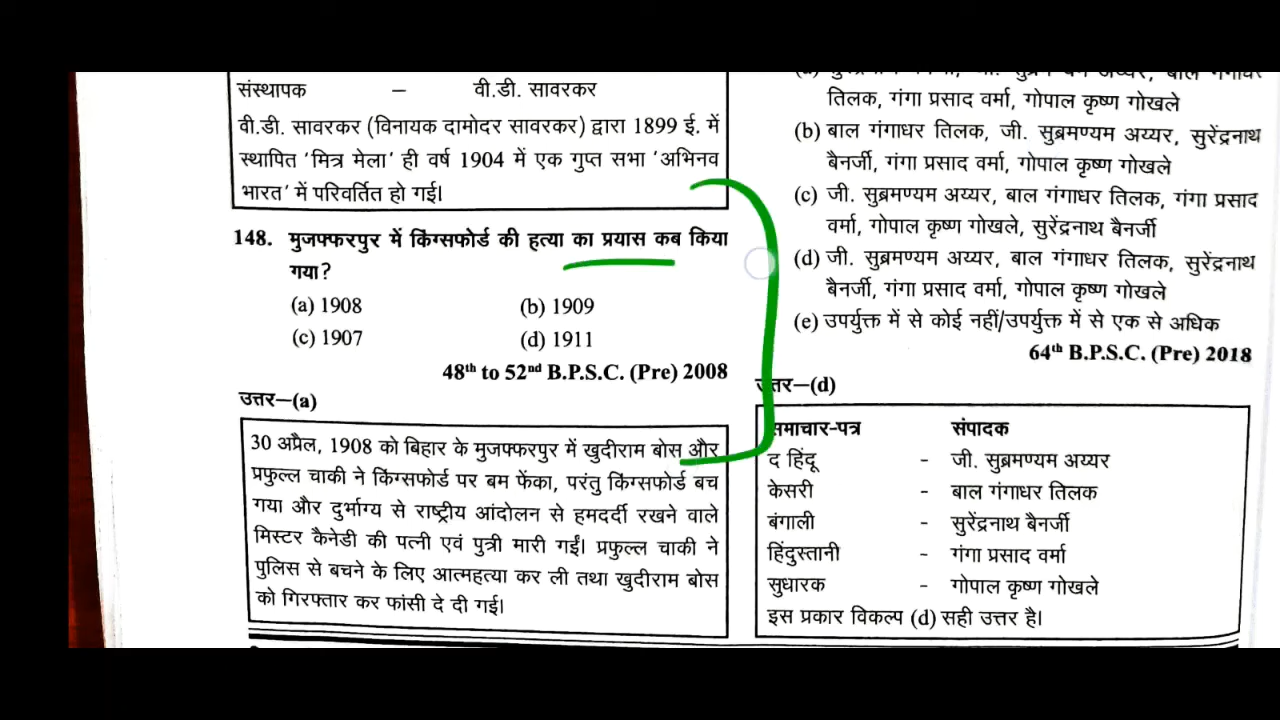 संस्थापक – वी.डी. सावरकर
वी.डी. सावरकर (विनायक दामोदर सावरकर) द्वारा 1899 ई. में
स्थापित 'मित्र मेला' ही वर्ष 1904 में एक गुप्त सभा 'अभिनव
भारत' में परिवर्तित हो गई।
148. मुजफ्फरपुर में किंग्सफोर्ड की हत्या का प्रयास कब किया
गया?
(a) 1908 (b) 1909
(c) 1907 (d) 1911
48th to 52nd B.P.S.C. (Pre) 2008
उत्तर—(a)
30 अप्रैल, 1908 को बिहार के मुजफ्फरपुर में खुदीराम बोस और
प्रफुल्ल चाकी ने किंग्सफोर्ड पर बम फेंका, परंतु किंग्सफोर्ड बच
गया और दुर्भाग्य से राष्ट्रीय आंदोलन से हमदर्दी रखने वाले
मिस्टर कैनेडी की पत्नी एवं पुत्री मारी गईं। प्रफुल्ल चाकी ने
पुलिस से बचने के लिए आत्महत्या कर ली तथा खुदीराम बोस
को गिरफ्तार कर फांसी दे दी गई।
तिलक, गंगा प्रसाद वर्मा, गोपाल कृष्ण गोखले
(b) बाल गंगाधर तिलक, जी. सुब्रमण्यम अय्यर, सुरेंद्रनाथ
बैनर्जी, गंगा प्रसाद वर्मा, गोपाल कृष्ण गोखले
(c) जी. सुब्रमण्यम अय्यर, बाल गंगाधर तिलक, गंगा प्रसाद
वर्मा, गोपाल कृष्ण गोखले, सुरेंद्रनाथ बैनर्जी
(d) जी. सुब्रमण्यम अय्यर, बाल गंगाधर तिलक, सुरेंद्रनाथ
बैनर्जी, गंगा प्रसाद वर्मा, गोपाल कृष्ण गोखले
(e) उपर्युक्त में से कोई नहीं/उपर्युक्त में से एक से अधिक
64th B.P.S.C. (Pre) 2018
उत्तर—(d)
समाचार-पत्र संपादक
द हिंदू - जी. सुब्रमण्यम अय्यर
केसरी - बाल गंगाधर तिलक
बंगाली - सुरेंद्रनाथ बैनर्जी
हिंदुस्तानी - गंगा प्रसाद वर्मा
सुधारक - गोपाल कृष्ण गोखले
इस प्रकार विकल्प (d) सही उत्तर है।